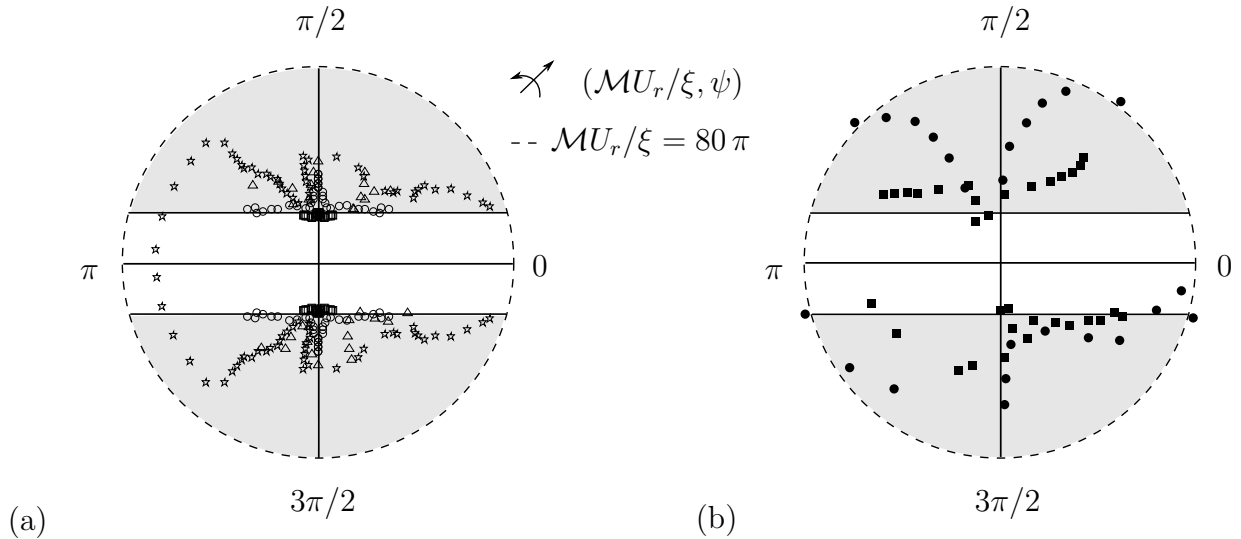 π/2
π/2
(ℳU_r/ξ, ψ)
-- ℳU_r/ξ = 80 π
π
0
π
0
3π/2
3π/2
(a)
(b)